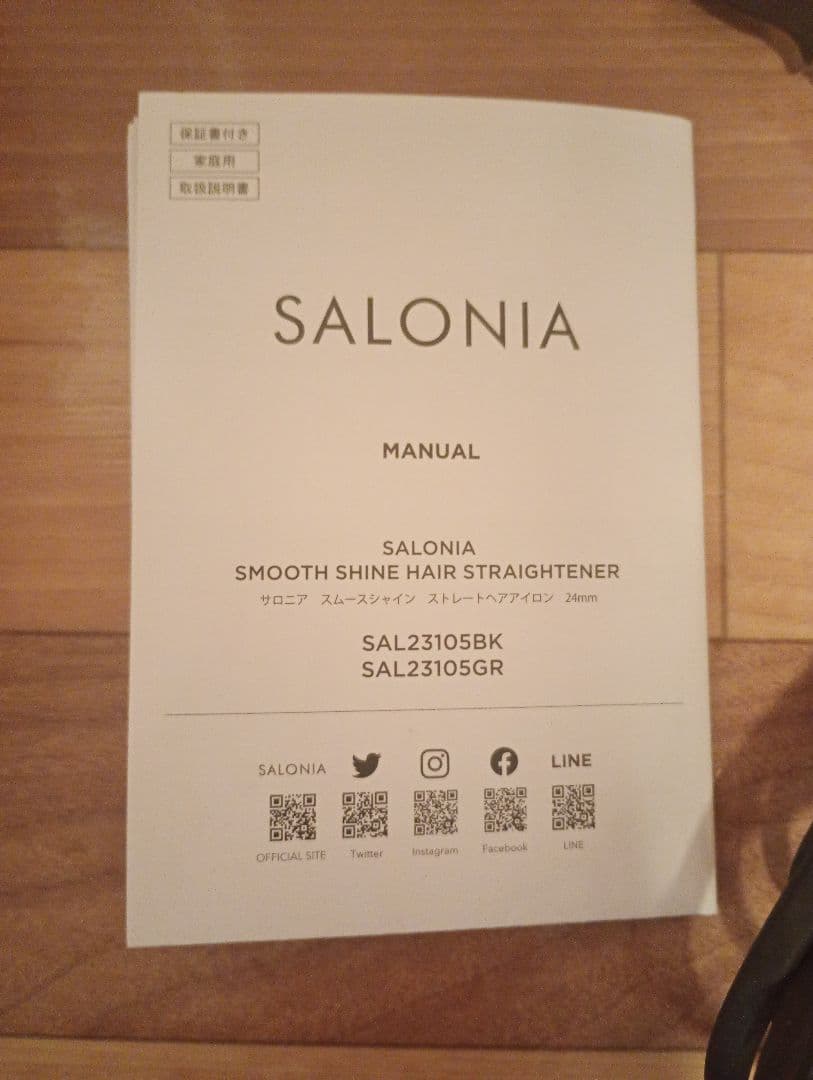 保証書付き
家庭用
取扱説明書
SALONIA
MANUAL
SALONIA
SMOOTH SHINE HAIR STRAIGHTENER
サロニア　スムースシャイン　ストレートヘアアイロン　24mm
SAL23105BK
SAL23105GR
SALONIA LINE
OFFICIAL SITE Twitter Instagram Facebook LINE